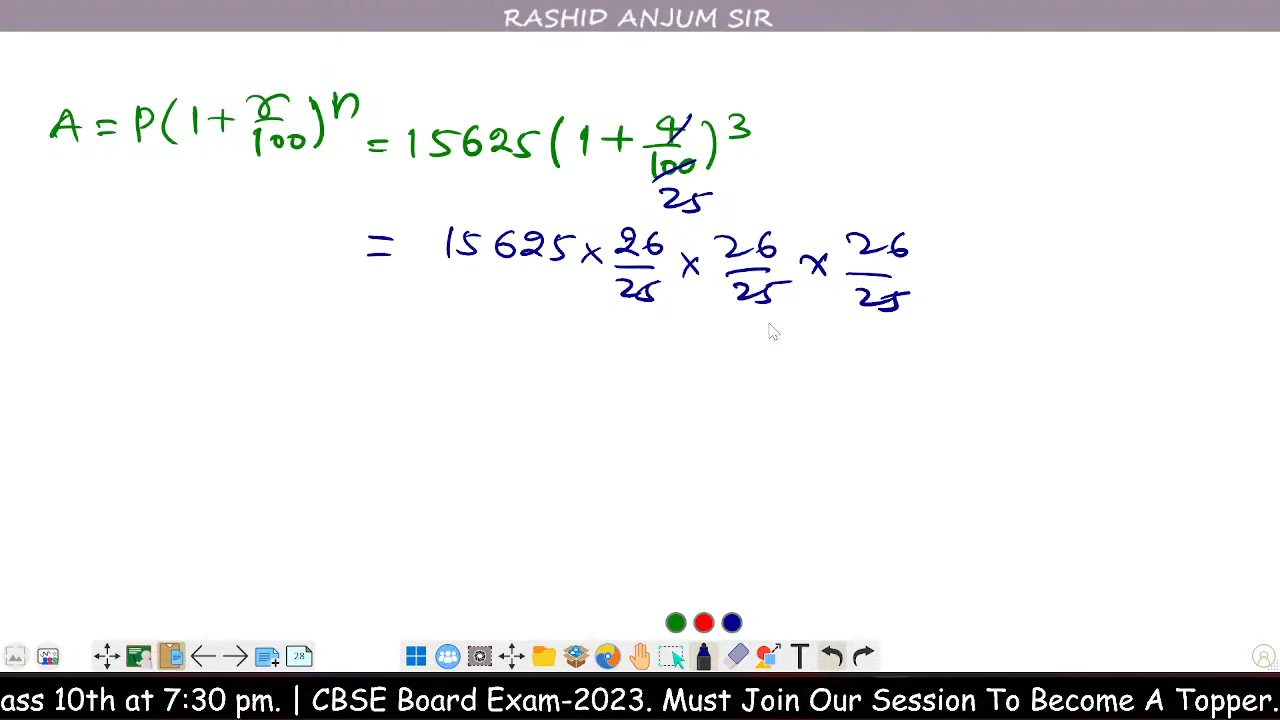 RASHID ANJUM SIR
A = P(1 + r/100)^n = 15625(1 + 4/100)^3
25
= 15625 × 26/25 × 26/25 × 26/25
28
ass 10th at 7:30 pm. | CBSE Board Exam-2023. Must Join Our Session To Become A Topper.